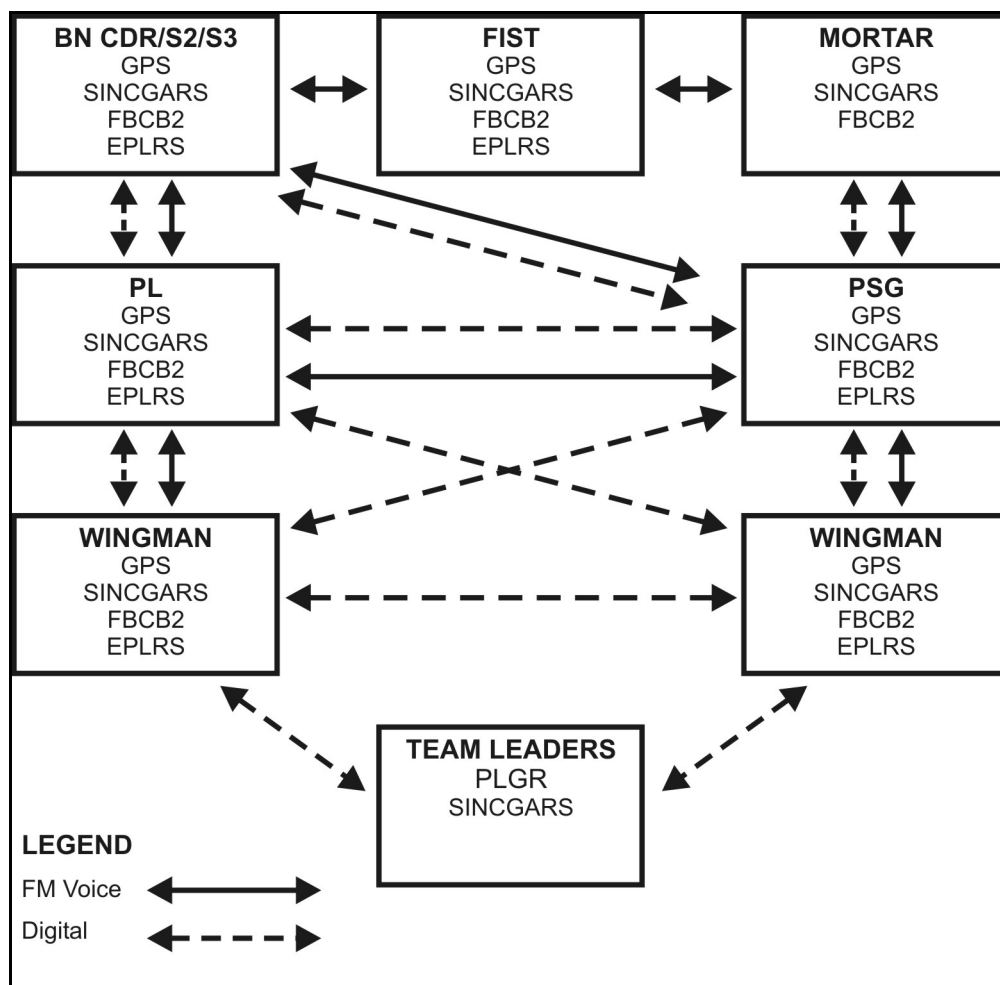 BN CDR/S2/S3
GPS
SINCGARS
FBCB2
EPLRS
FIST
GPS
SINCGARS
FBCB2
EPLRS
MORTAR
GPS
SINCGARS
FBCB2
PL
GPS
SINCGARS
FBCB2
EPLRS
PSG
GPS
SINCGARS
FBCB2
EPLRS
WINGMAN
GPS
SINCGARS
FBCB2
EPLRS
WINGMAN
GPS
SINCGARS
FBCB2
EPLRS
TEAM LEADERS
PLGR
SINCGARS
LEGEND
FM Voice
Digital